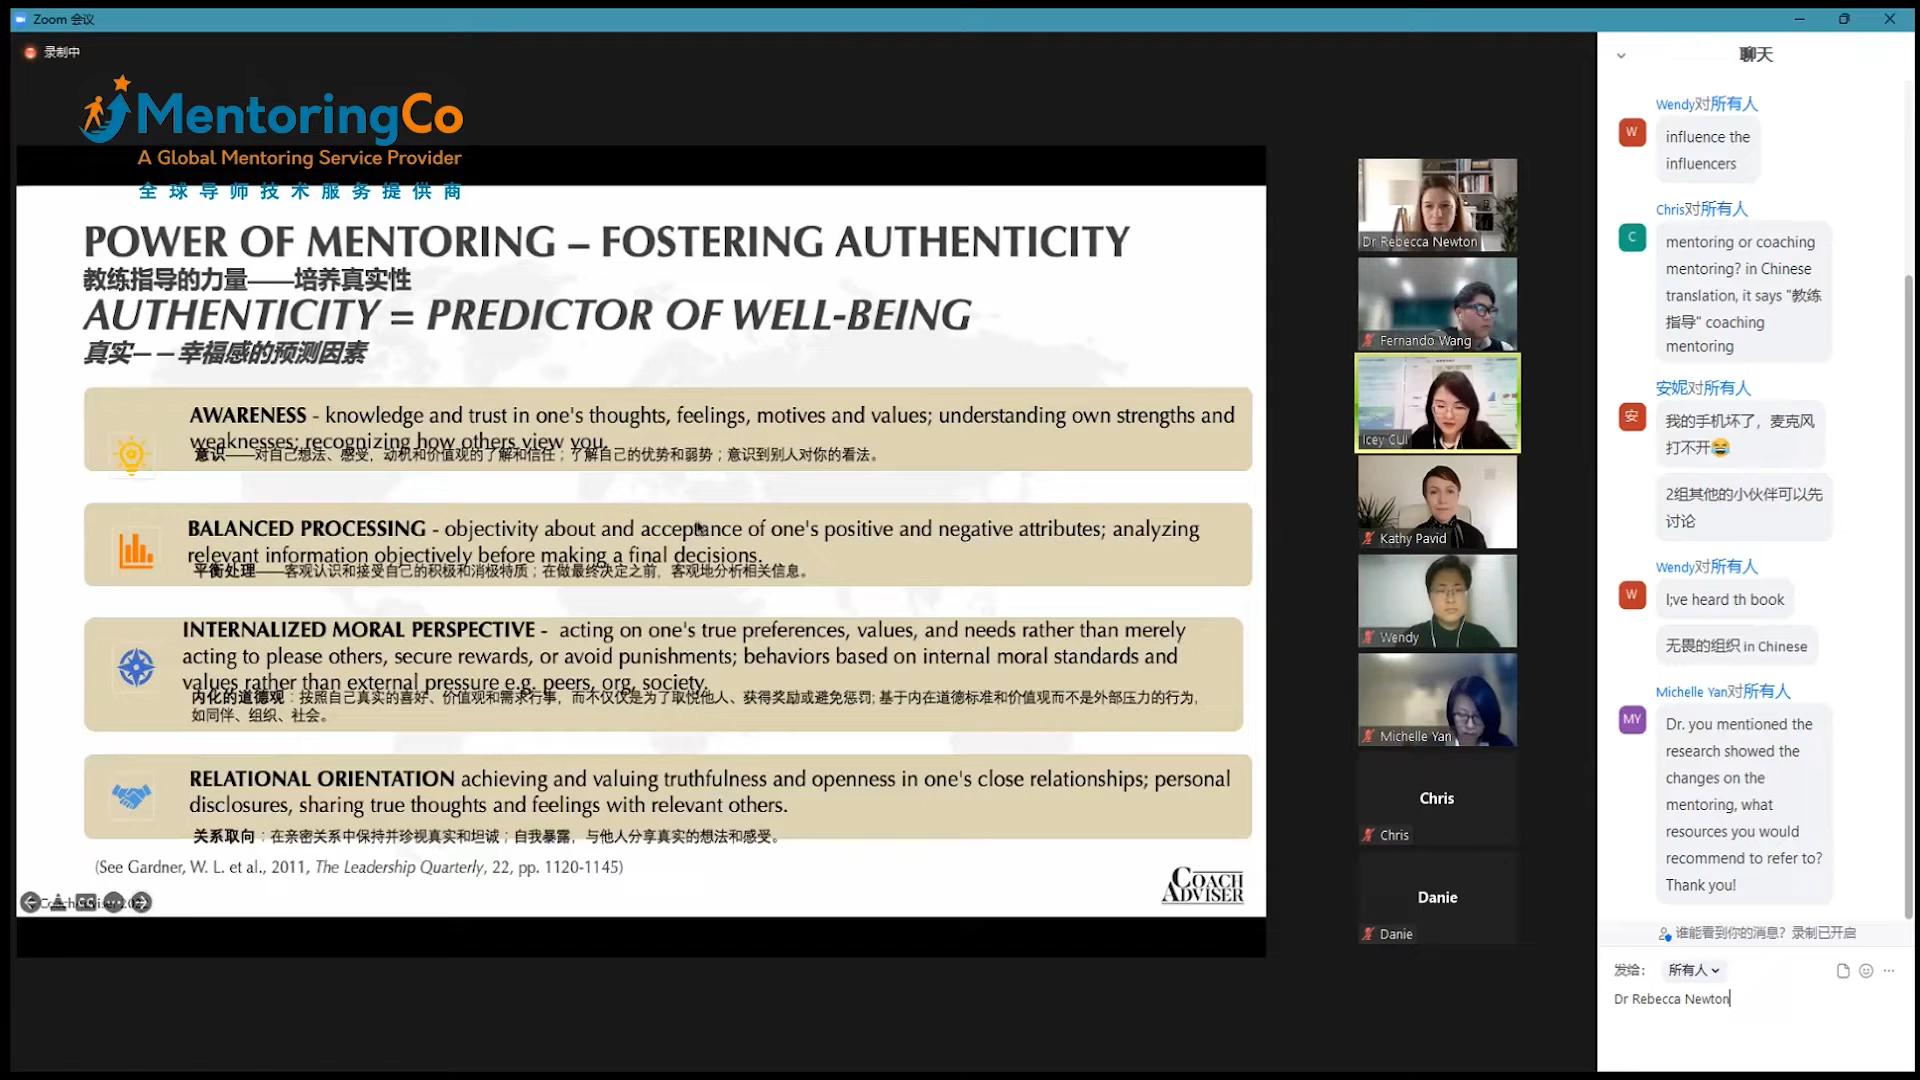 Zoom 会议
录制中
MentoringCo
A Global Mentoring Service Provider
全球导师技术服务提供商
POWER OF MENTORING – FOSTERING AUTHENTICITY
教练指导的力量——培养真实性
AUTHENTICITY = PREDICTOR OF WELL-BEING
真实——幸福感的预测因素
AWARENESS - knowledge and trust in one's thoughts, feelings, motives and values; understanding own strengths and
weaknesses; recognizing how others view you.
意识——对自己想法、感受，动机和价值观的了解和信任；了解自己的优势和弱势；意识到别人对你的看法。
BALANCED PROCESSING - objectivity about and acceptance of one's positive and negative attributes; analyzing
relevant information objectively before making a final decisions.
平衡处理——客观认识和接受自己的积极和消极特质；在做最终决定之前，客观地分析相关信息。
INTERNALIZED MORAL PERSPECTIVE - acting on one's true preferences, values, and needs rather than merely
acting to please others, secure rewards, or avoid punishments; behaviors based on internal moral standards and
values rather than external pressure e.g. peers, org, society.
内化的道德观：按照自己真实的喜好、价值观和需求行事，而不仅仅是为了取悦他人、获得奖励或避免惩罚; 基于内在道德标准和价值观而不是外部压力的行为，
如同伴、组织、社会。
RELATIONAL ORIENTATION achieving and valuing truthfulness and openness in one's close relationships; personal
disclosures, sharing true thoughts and feelings with relevant others.
关系取向：在亲密关系中保持并珍视真实和坦诚；自我暴露，与他人分享真实的想法和感受。
(See Gardner, W. L. et al., 2011, The Leadership Quarterly, 22, pp. 1120-1145)
COACH
ADVISER
Dr Rebecca Newton
Fernando Wang
Icey CUI
Kathy Pavid
Wendy
Michelle Yan
Chris
Chris
Danie
Danie
聊天
Wendy对所有人
W
influence the
influencers
Chris对所有人
C
mentoring or coaching
mentoring? in Chinese
translation, it says "教练
指导" coaching
mentoring
安妮对所有人
安
我的手机坏了，麦克风
打不开😂
2组其他的小伙伴可以先
讨论
Wendy对所有人
W
I;ve heard th book
无畏的组织 in Chinese
Michelle Yan对所有人
MY
Dr. you mentioned the
research showed the
changes on the
mentoring, what
resources you would
recommend to refer to?
Thank you!
谁能看到你的消息？录制已开启
发给：
所有人
Dr Rebecca Newton